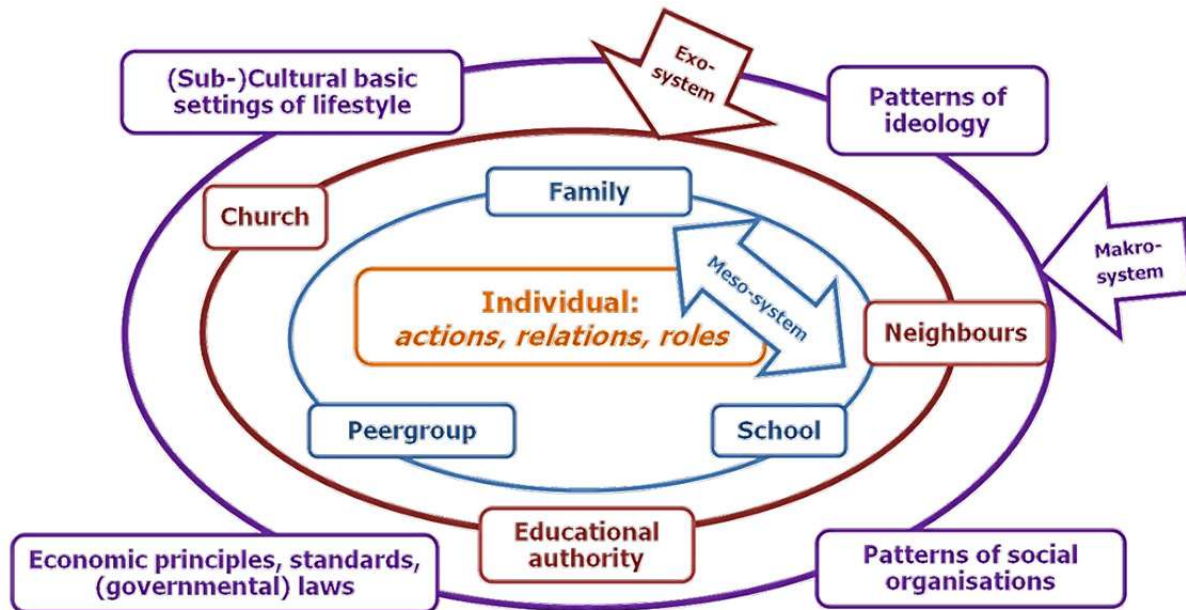 Exo-
system
(Sub-)Cultural basic
settings of lifestyle
Patterns of
ideology
Family
Church
Makro-
system
Meso-system
Individual:
actions, relations, roles
Neighbours
Peergroup
School
Educational
authority
Economic principles, standards,
(governmental) laws
Patterns of social
organisations